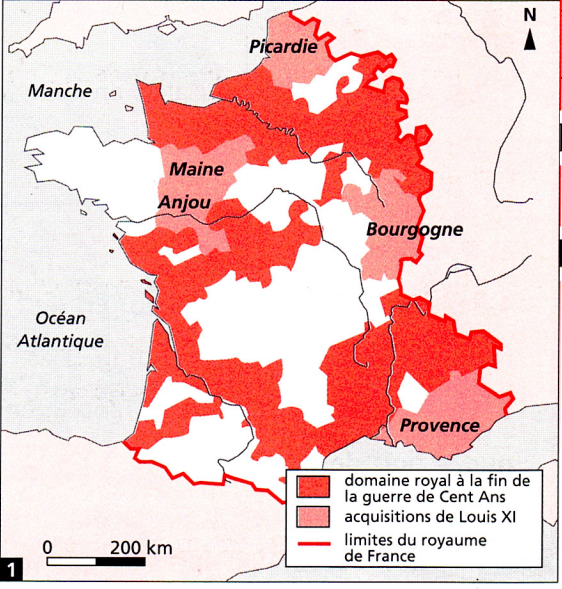 N
Picardie
Manche
Maine
Anjou
Bourgogne
Océan
Atlantique
Provence
domaine royal à la fin de
la guerre de Cent Ans
acquisitions de Louis XI
limites du royaume
de France
0 200 km
1